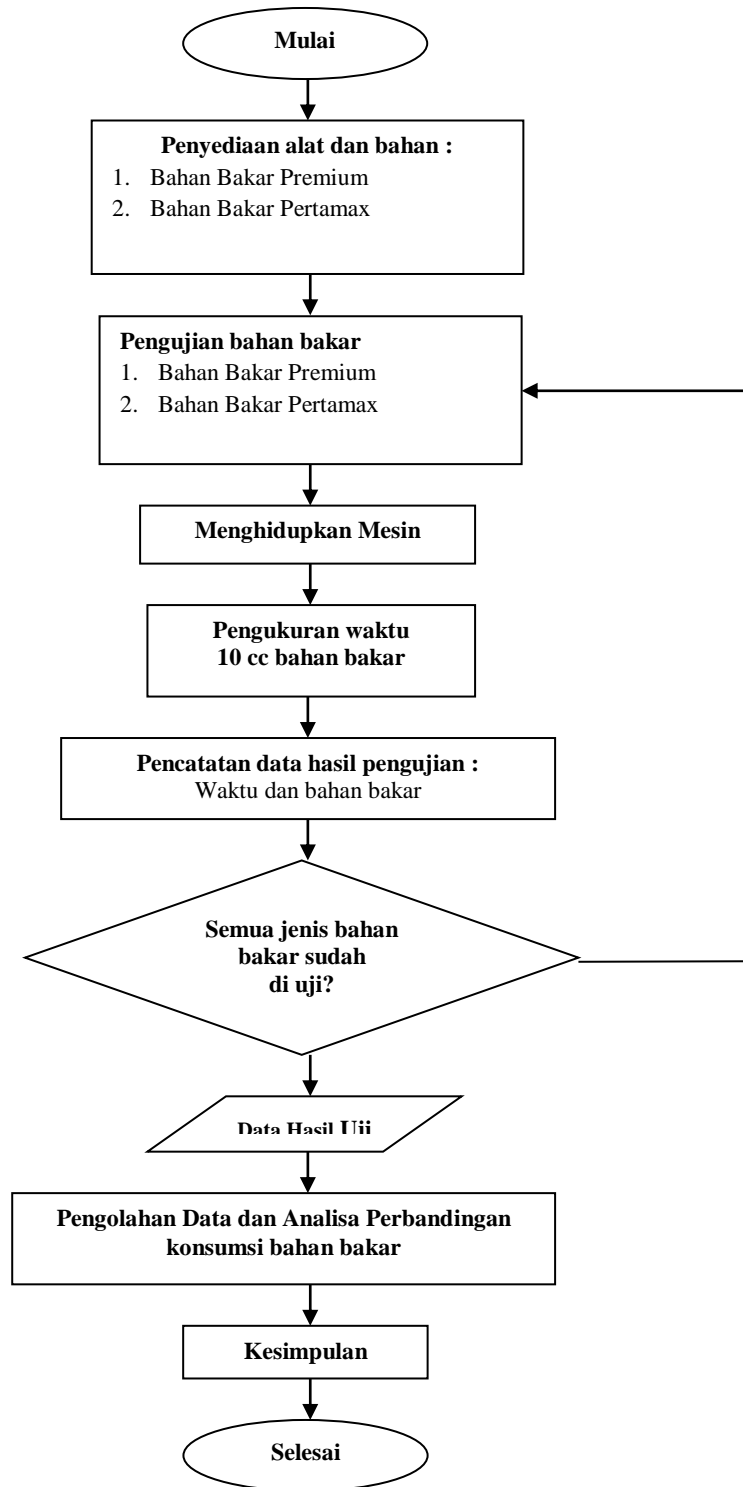 Mulai
Penyediaan alat dan bahan :
1. Bahan Bakar Premium
2. Bahan Bakar Pertamax
Pengujian bahan bakar
1. Bahan Bakar Premium
2. Bahan Bakar Pertamax
Menghidupkan Mesin
Pengukuran waktu
10 cc bahan bakar
Pencatatan data hasil pengujian :
Waktu dan bahan bakar
Semua jenis bahan
bakar sudah
di uji?
Data Hasil Uji
Pengolahan Data dan Analisa Perbandingan
konsumsi bahan bakar
Kesimpulan
Selesai